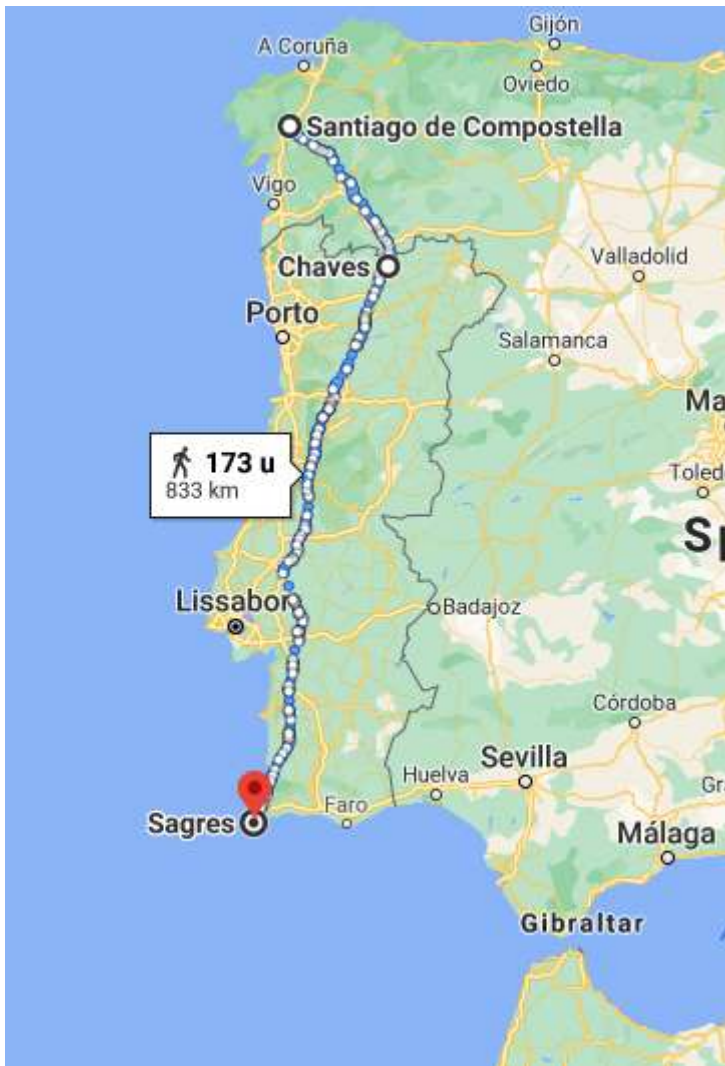 Gijón
A Coruña
Oviedo
Santiago de Compostella
Vigo
Valladolid
Chaves
Porto
Salamanca
Ma
173 u
833 km
Toled
Sp
Lissabon
Badajoz
Córdoba
Sevilla
Huelva
Gr
Sagres
Faro
Málaga
Gibraltar